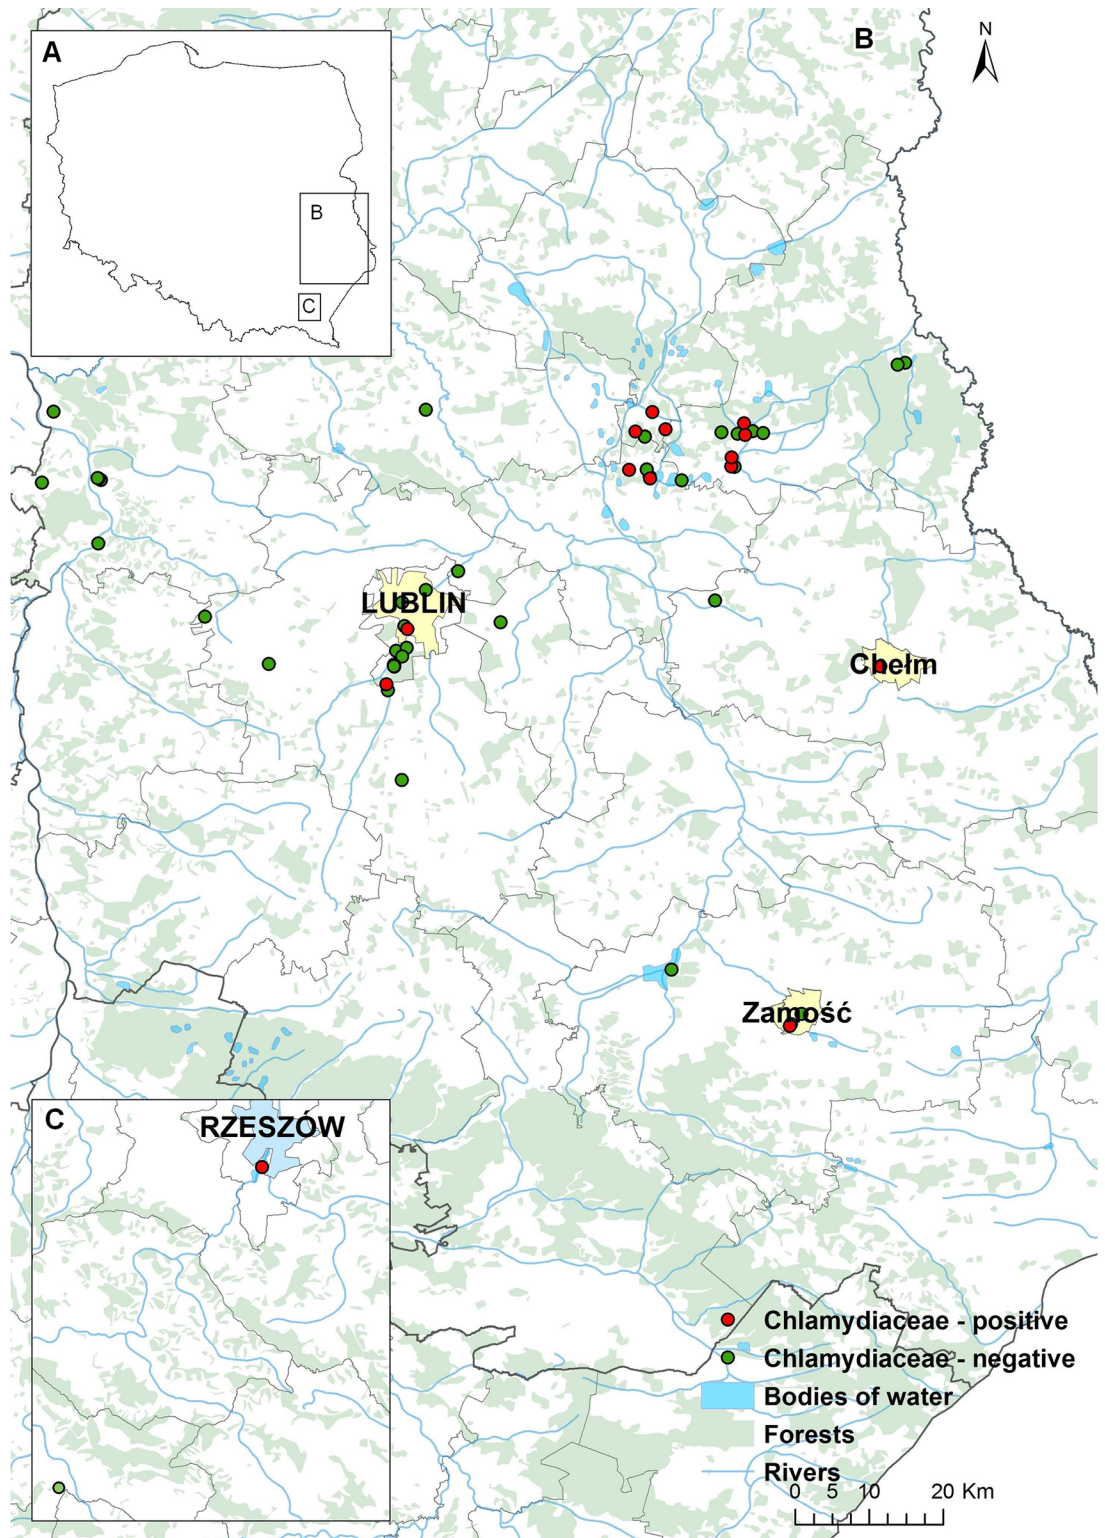 A
B
N
B
C
LUBLIN
Chełm
Zamość
C
RZESZÓW
Chlamydiaceae - positive
Chlamydiaceae - negative
Bodies of water
Forests
Rivers
0 5 10 20 Km